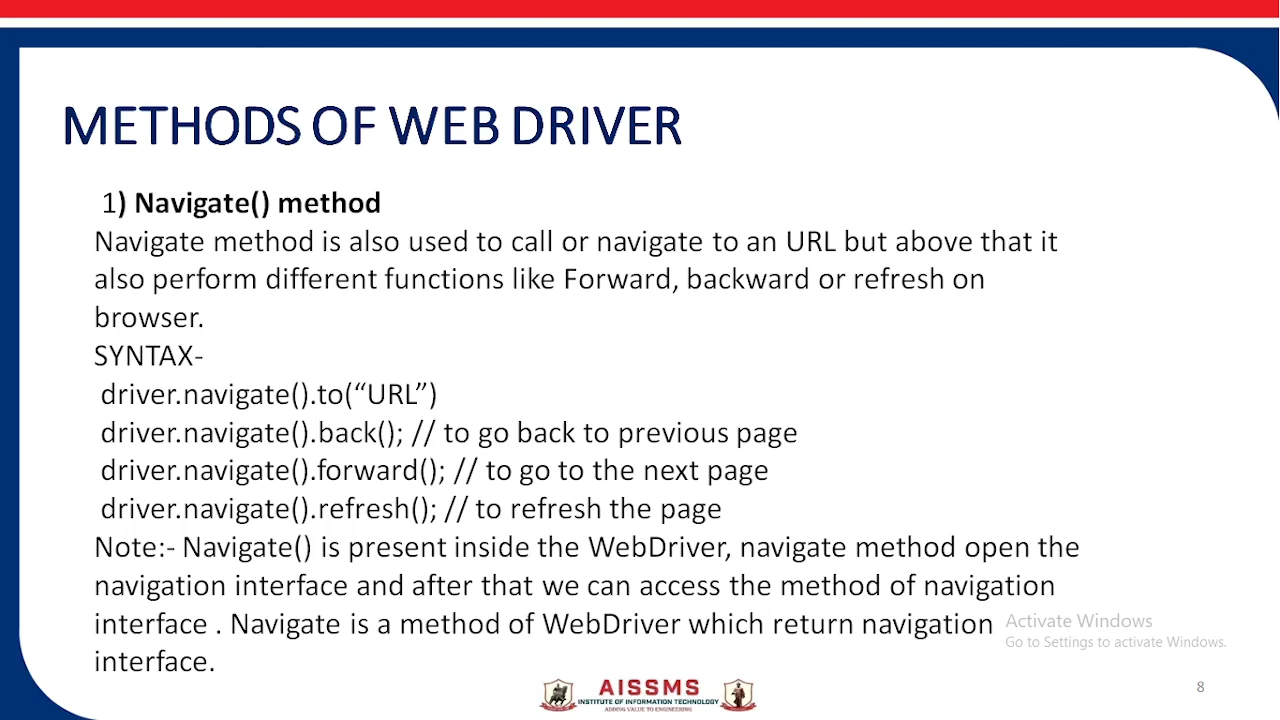 METHODS OF WEB DRIVER
1) Navigate() method
Navigate method is also used to call or navigate to an URL but above that it
also perform different functions like Forward, backward or refresh on
browser.
SYNTAX-
driver.navigate().to(“URL”)
driver.navigate().back(); // to go back to previous page
driver.navigate().forward(); // to go to the next page
driver.navigate().refresh(); // to refresh the page
Note:- Navigate() is present inside the WebDriver, navigate method open the
navigation interface and after that we can access the method of navigation
interface . Navigate is a method of WebDriver which return navigation
interface.
Activate Windows
Go to Settings to activate Windows.
AISSMS
INSTITUTE OF INFORMATION TECHNOLOGY
ADDING VALUE TO ENGINEERING
8